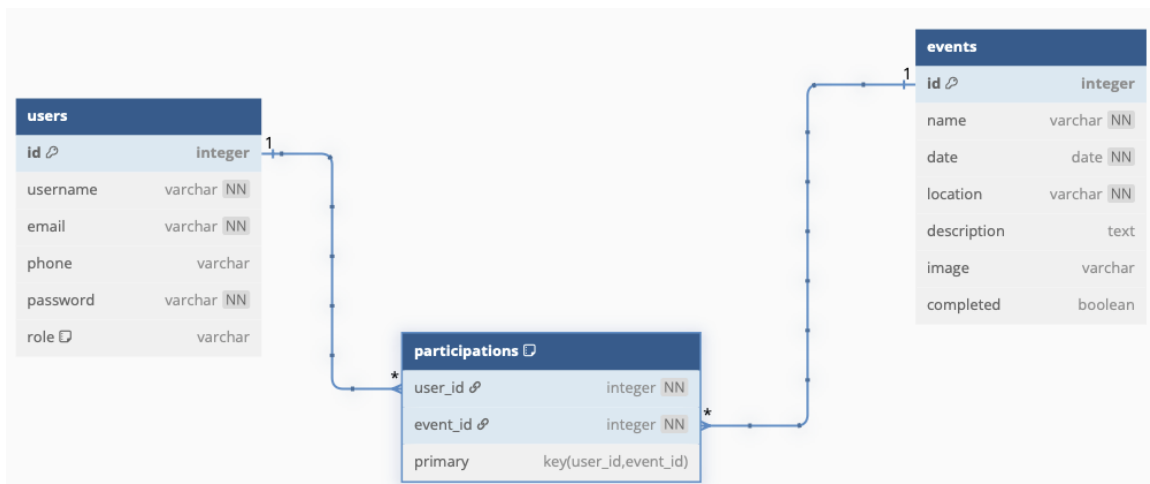 users
id integer
username varchar NN
email varchar NN
phone varchar
password varchar NN
role varchar
1
*
participations
user_id integer NN
event_id integer NN
primary key(user_id,event_id)
*
1
events
id integer
name varchar NN
date date NN
location varchar NN
description text
image varchar
completed boolean